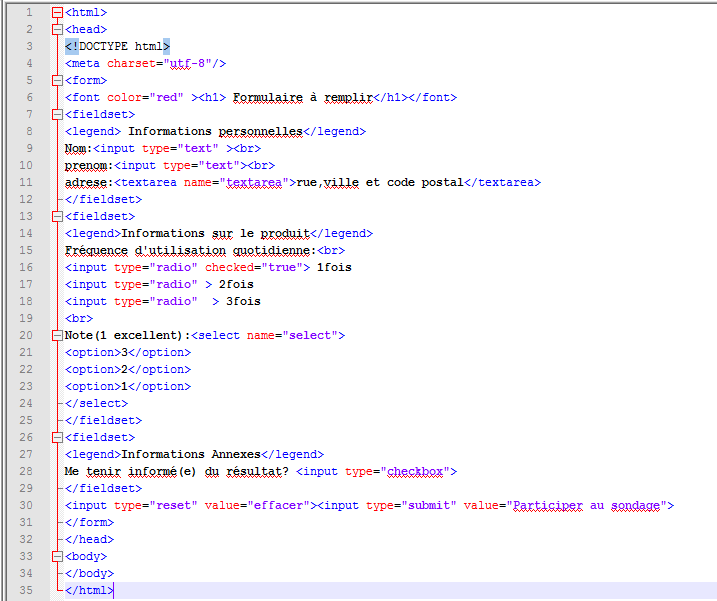 1 <html>
2 <head>
3 <!DOCTYPE html>
4 <meta charset="utf-8"/>
5 <form>
6 <font color="red" ><h1> Formulaire à remplir</h1></font>
7 <fieldset>
8 <legend> Informations personnelles</legend>
9 Nom:<input type="text" ><br>
10 prenom:<input type="text"><br>
11 adrese:<textarea name="textarea">rue,ville et code postal</textarea>
12 </fieldset>
13 <fieldset>
14 <legend>Informations sur le produit</legend>
15 Fréquence d'utilisation quotidienne:<br>
16 <input type="radio" checked="true"> 1fois
17 <input type="radio" > 2fois
18 <input type="radio"  > 3fois
19 <br>
20 Note(1 excellent):<select name="select">
21 <option>3</option>
22 <option>2</option>
23 <option>1</option>
24 </select>
25 </fieldset>
26 <fieldset>
27 <legend>Informations Annexes</legend>
28 Me tenir informé(e) du résultat? <input type="checkbox">
29 </fieldset>
30 <input type="reset" value="effacer"><input type="submit" value="Participer au sondage">
31 </form>
32 </head>
33 <body>
34 </body>
35 </html>